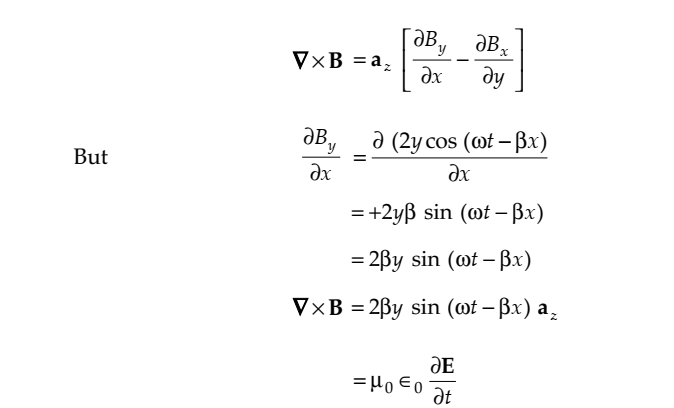 ∇×B = a_z [∂B_y/∂x − ∂B_x/∂y]
But ∂B_y/∂x = ∂ (2y cos (ωt − βx)/∂x
= +2yβ sin (ωt − βx)
= 2βy sin (ωt − βx)
∇×B = 2βy sin (ωt − βx) a_z
= μ_0 ∈_0 ∂E/∂t